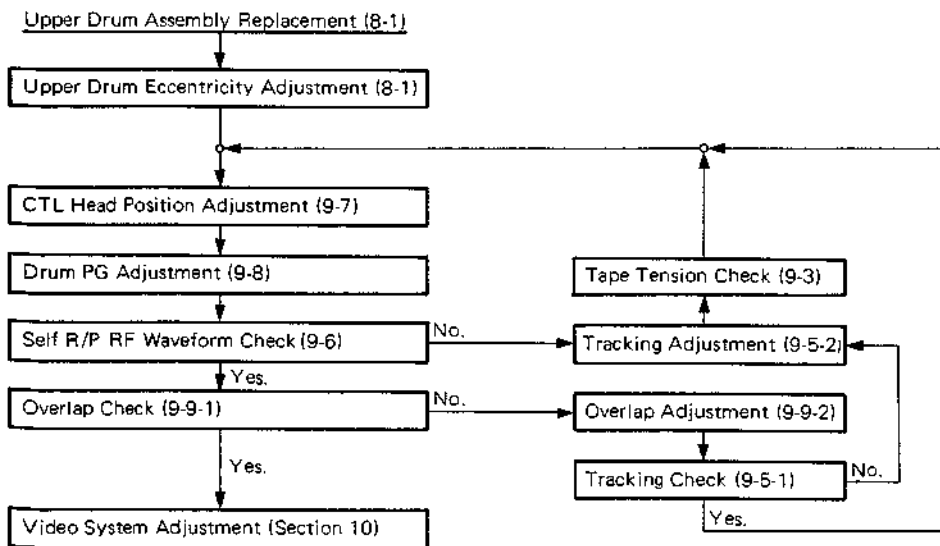 Upper Drum Assembly Replacement (8-1)
Upper Drum Eccentricity Adjustment (8-1)
CTL Head Position Adjustment (9-7)
Drum PG Adjustment (9-8)
Tape Tension Check (9-3)
Self R/P RF Waveform Check (9-6)
No.
Tracking Adjustment (9-5-2)
Yes.
Overlap Check (9-9-1)
No.
Overlap Adjustment (9-9-2)
Yes.
Tracking Check (9-5-1)
No.
Yes.
Video System Adjustment (Section 10)